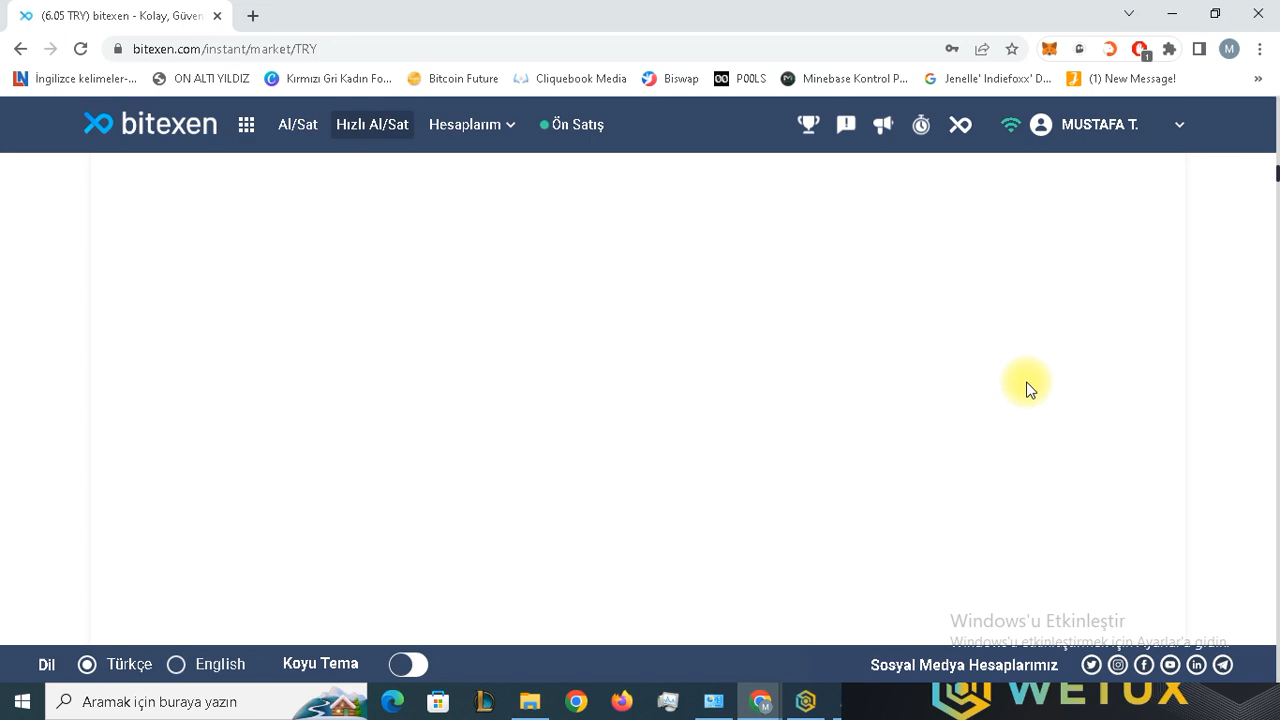 (6.05 TRY) bitexen - Kolay, Güven
bitexen.com/instant/market/TRY
İngilizce kelimeler-...
ON ALTI YILDIZ
Kırmızı Gri Kadın Fo...
Bitcoin Future
Cliquebook Media
Biswap
P00LS
Minebase Kontrol P...
Jenelle' Indiefoxx' D...
(1) New Message!
bitexen
Al/Sat
Hızlı Al/Sat
Hesaplarım
Ön Satış
MUSTAFA T.
Windows'u Etkinleştir
Windows'u etkinleştirmek için Ayarlar'a gidin.
Dil
Türkçe
English
Koyu Tema
Sosyal Medya Hesaplarımız
Aramak için buraya yazın
WETUX